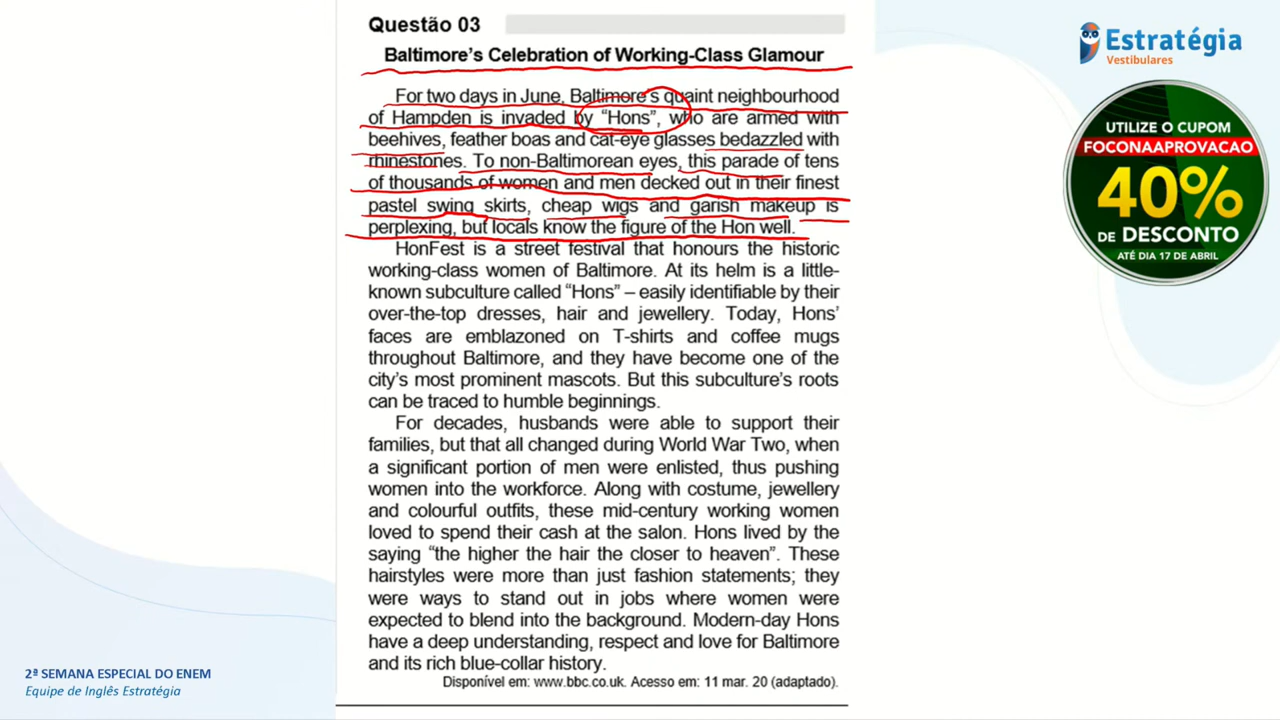 Questão 03
Baltimore's Celebration of Working-Class Glamour
For two days in June, Baltimore's quaint neighbourhood
of Hampden is invaded by “Hons”, who are armed with
beehives, feather boas and cat-eye glasses bedazzled with
rhinestones. To non-Baltimorean eyes, this parade of tens
of thousands of women and men decked out in their finest
pastel swing skirts, cheap wigs and garish makeup is
perplexing, but locals know the figure of the Hon well.
HonFest is a street festival that honours the historic
working-class women of Baltimore. At its helm is a little-
known subculture called “Hons” – easily identifiable by their
over-the-top dresses, hair and jewellery. Today, Hons’
faces are emblazoned on T-shirts and coffee mugs
throughout Baltimore, and they have become one of the
city’s most prominent mascots. But this subculture’s roots
can be traced to humble beginnings.
For decades, husbands were able to support their
families, but that all changed during World War Two, when
a significant portion of men were enlisted, thus pushing
women into the workforce. Along with costume, jewellery
and colourful outfits, these mid-century working women
loved to spend their cash at the salon. Hons lived by the
saying “the higher the hair the closer to heaven”. These
hairstyles were more than just fashion statements; they
were ways to stand out in jobs where women were
expected to blend into the background. Modern-day Hons
have a deep understanding, respect and love for Baltimore
and its rich blue-collar history.
Disponível em: www.bbc.co.uk. Acesso em: 11 mar. 20 (adaptado).
Estratégia
Vestibulares
UTILIZE O CUPOM
FOCONAAPROVACAO
40%
DE DESCONTO
ATÉ DIA 17 DE ABRIL
2ª SEMANA ESPECIAL DO ENEM
Equipe de Inglês Estratégia